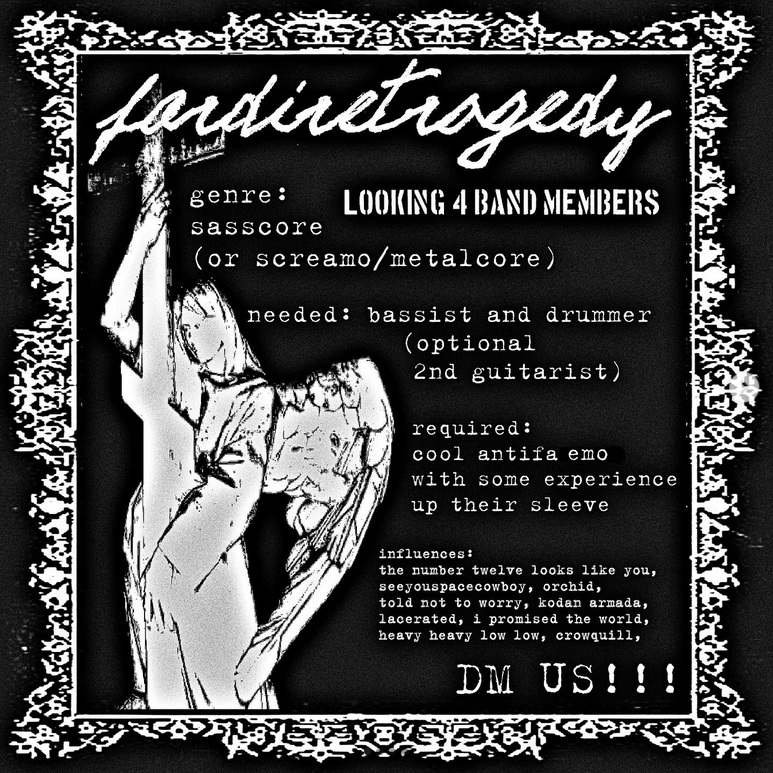 fardiretragedy
genre:
LOOKING 4 BAND MEMBERS
sasscore
(or screamo/metalcore)
needed: bassist and drummer
(optional
2nd guitarist)
required:
cool antifa emo
with some experience
up their sleeve
influences:
the number twelve looks like you,
seeyouspacecowboy, orchid,
told not to worry, kodan armada,
lacerated, i promised the world,
heavy heavy low low, crowquill,
DM US!!!